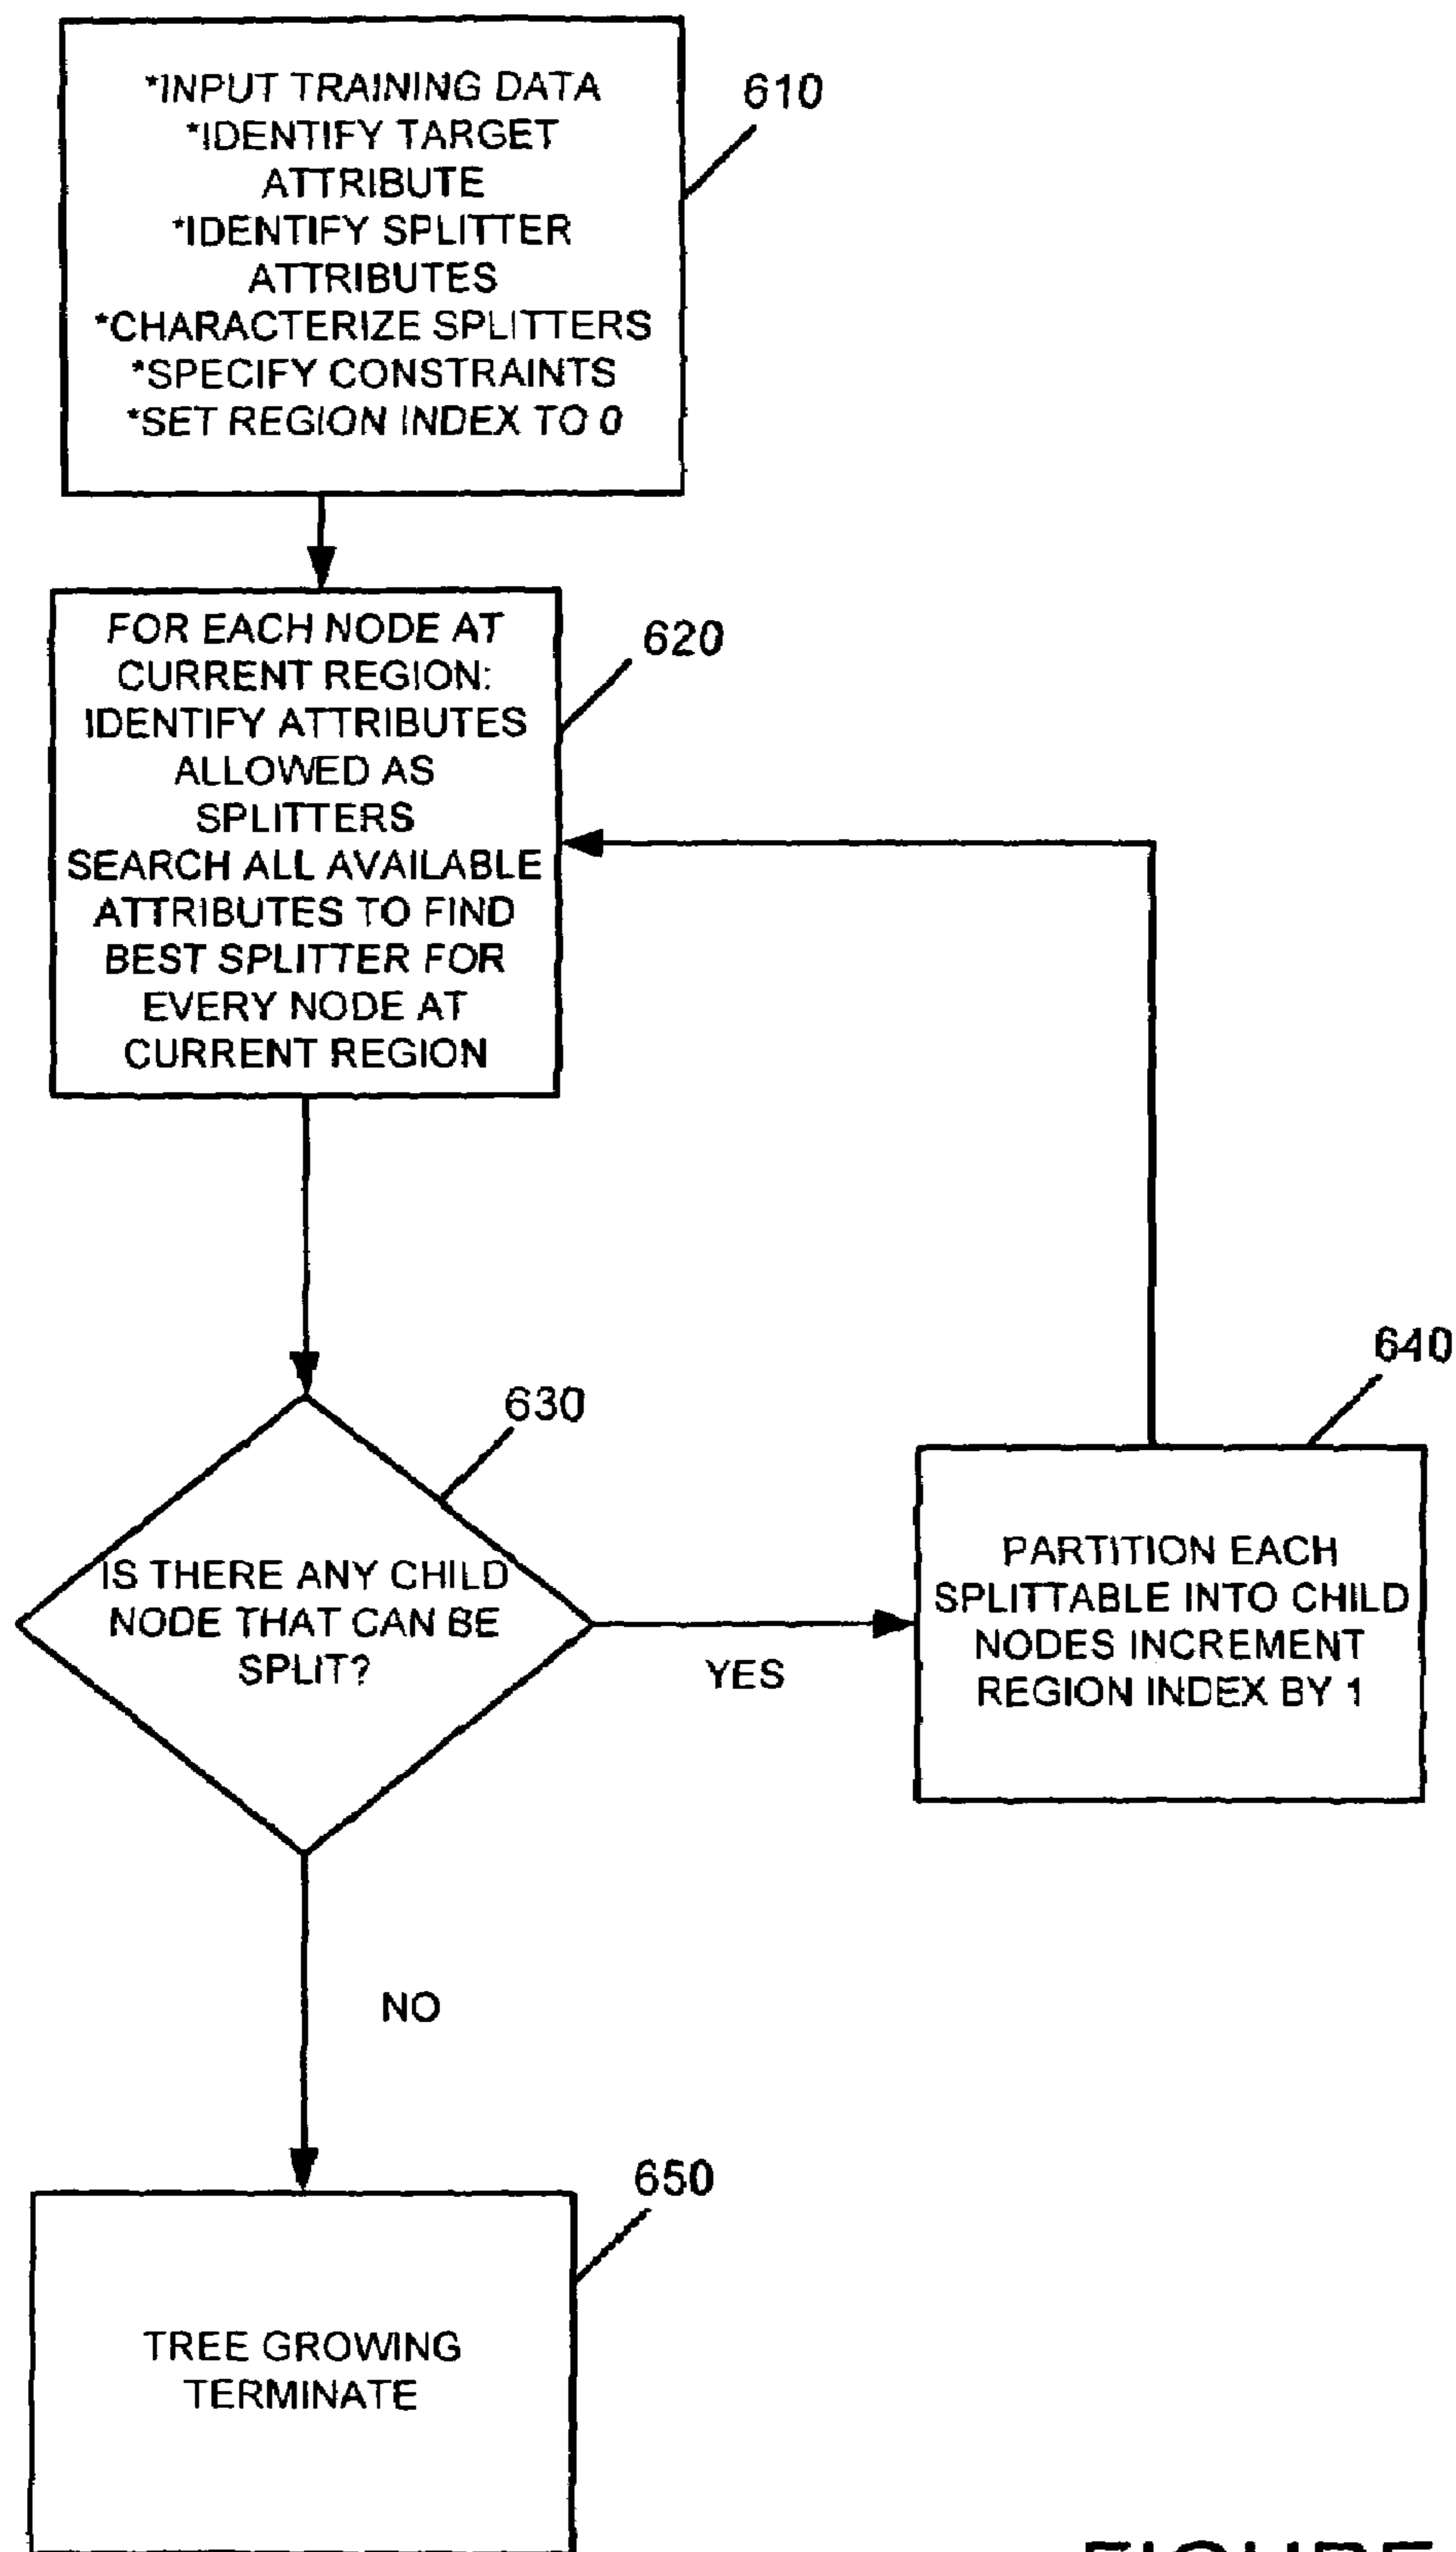 *INPUT TRAINING DATA
*IDENTIFY TARGET
ATTRIBUTE
*IDENTIFY SPLITTER
ATTRIBUTES
*CHARACTERIZE SPLITTERS
*SPECIFY CONSTRAINTS
*SET REGION INDEX TO 0
610
FOR EACH NODE AT
CURRENT REGION:
IDENTIFY ATTRIBUTES
ALLOWED AS
SPLITTERS
SEARCH ALL AVAILABLE
ATTRIBUTES TO FIND
BEST SPLITTER FOR
EVERY NODE AT
CURRENT REGION
620
IS THERE ANY CHILD
NODE THAT CAN BE
SPLIT?
630
YES
PARTITION EACH
SPLITTABLE INTO CHILD
NODES INCREMENT
REGION INDEX BY 1
640
NO
TREE GROWING
TERMINATE
650
FIGURE